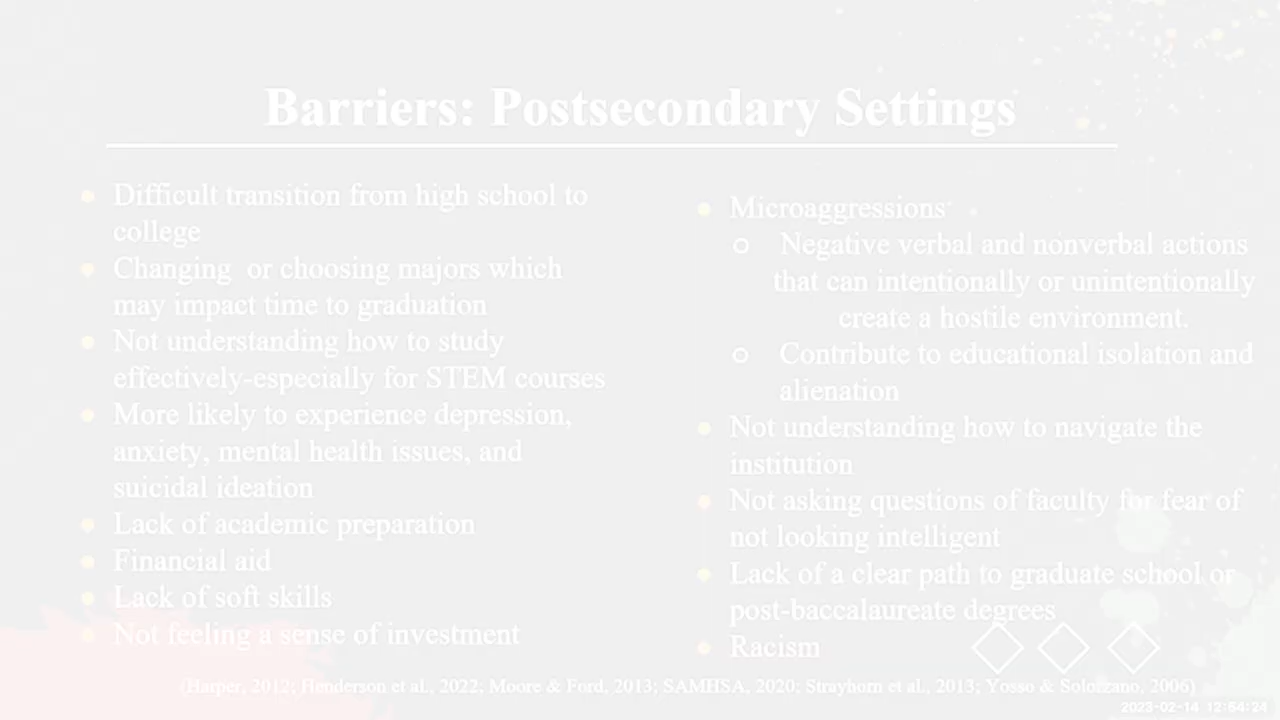 Barriers: Postsecondary Settings
Difficult transition from high school to
college
Changing or choosing majors which
may impact time to graduation
Not understanding how to study
effectively-especially for STEM courses
More likely to experience depression,
anxiety, mental health issues, and
suicidal ideation
Lack of academic preparation
Financial aid
Lack of soft skills
Not feeling a sense of investment
Microaggressions
Negative verbal and nonverbal actions
that can intentionally or unintentionally
create a hostile environment.
Contribute to educational isolation and
alienation
Not understanding how to navigate the
institution
Not asking questions of faculty for fear of
not looking intelligent
Lack of a clear path to graduate school or
post-baccalaureate degrees
Racism
(Harper, 2012; Henderson et al., 2022; Moore & Ford, 2013; SAMHSA, 2020; Strayhorn et al., 2013; Yosso & Solorzano, 2006)
2023-02-14 12:54:24